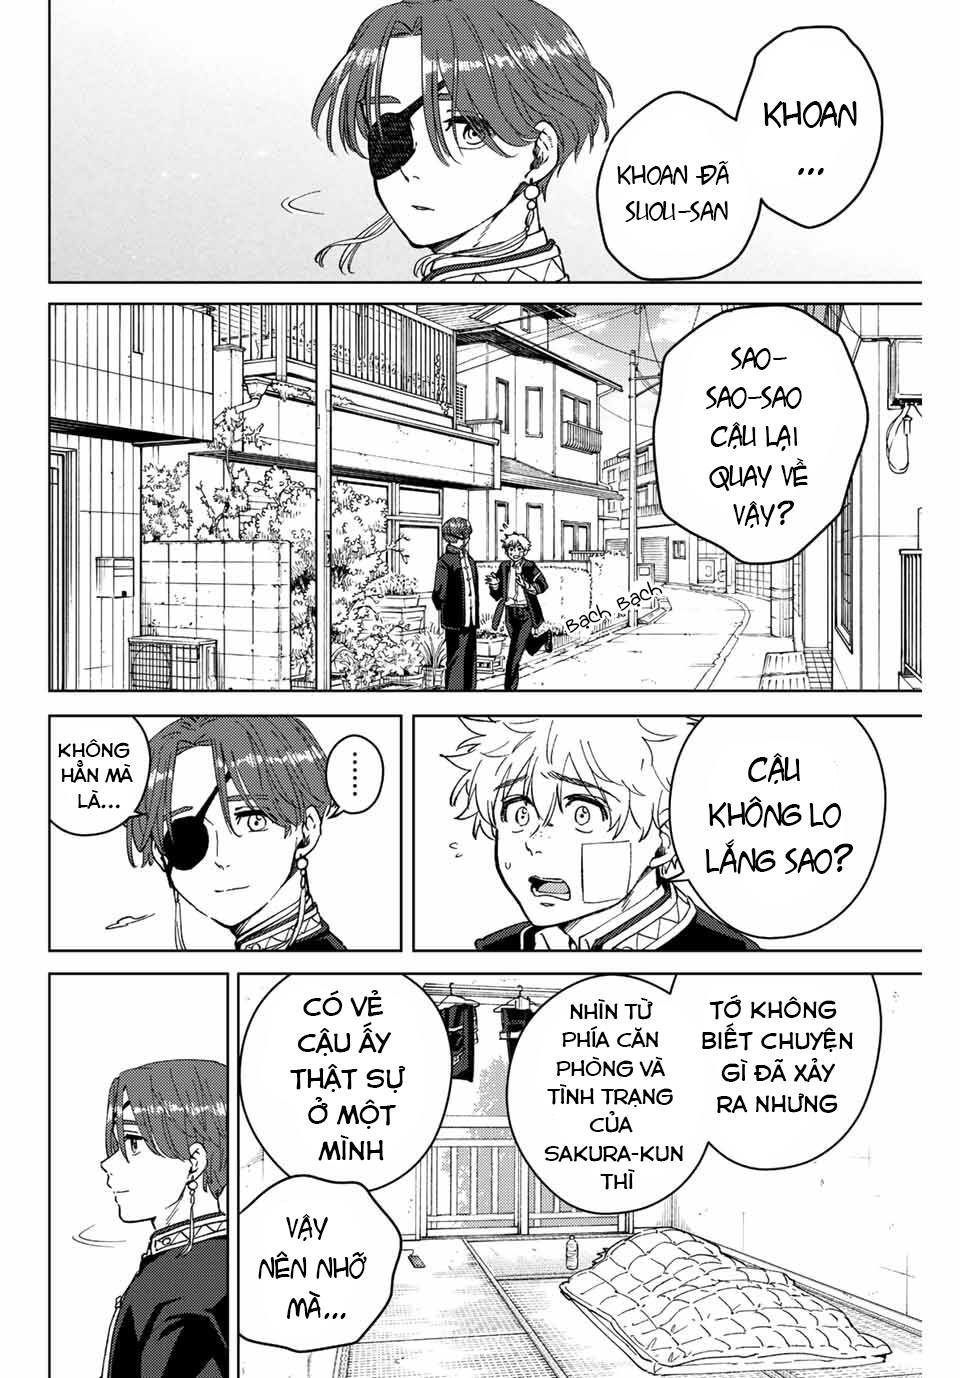 KHOAN
...
KHOAN ĐÃ
SUOU-SAN
SAO-
SAO-SAO
CẬU LẠI
QUAY VỀ
VẬY?
BẠCH BẠCH
CẬU
KHÔNG LO
LẮNG SAO?
......
KHÔNG
HẲN MÀ
LÀ...
TỚ KHÔNG
BIẾT CHUYỆN
GÌ ĐÃ XẢY
RA NHƯNG
NHÌN TỪ
PHÍA CĂN
PHÒNG VÀ
TÌNH TRẠNG
CỦA
SAKURA-KUN
THÌ
CÓ VẺ
CẬU ẤY
THẬT SỰ
Ở MỘT
MÌNH
VẬY
NÊN NHỠ
MÀ...